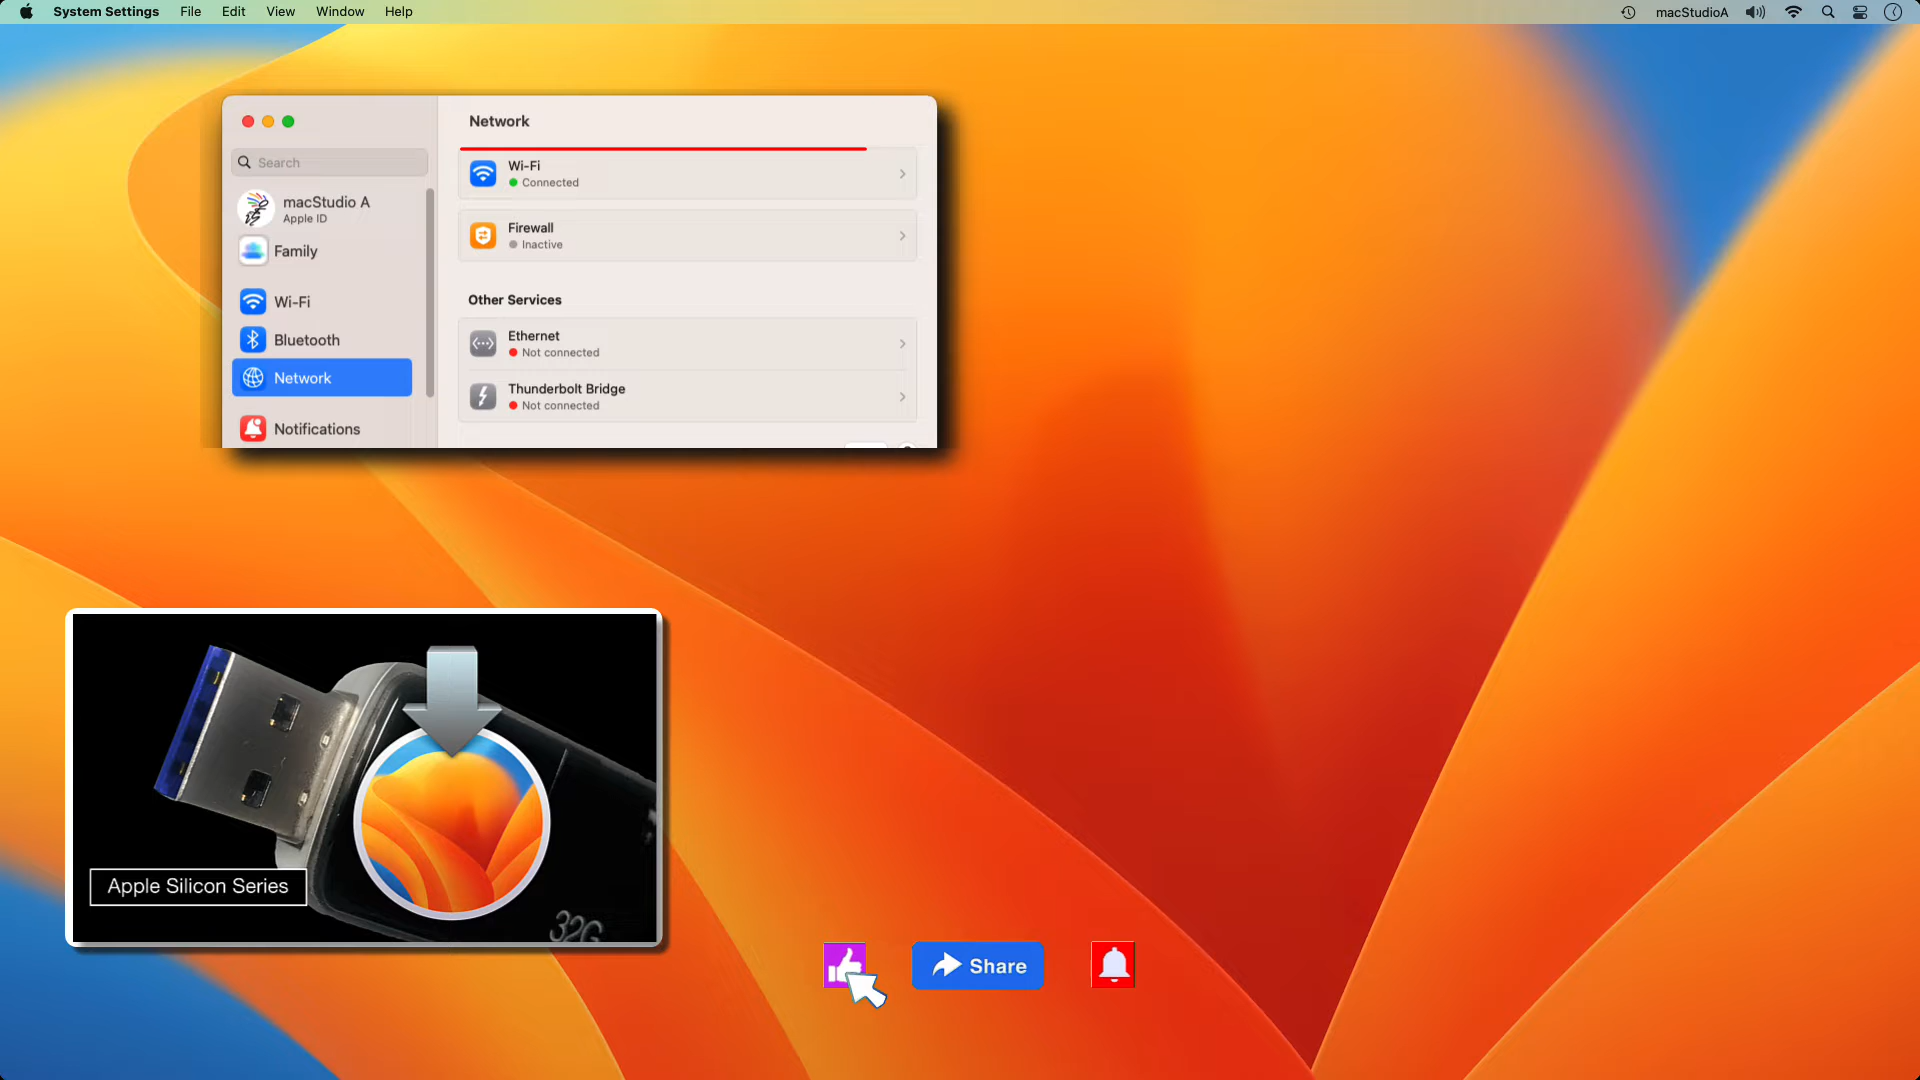 System Settings File Edit View Window Help
macStudioA
Network
Search
Wi-Fi
Connected
macStudio A
Apple ID
Firewall
Inactive
Family
Other Services
Wi-Fi
Ethernet
Not connected
Bluetooth
Network
Thunderbolt Bridge
Not connected
Notifications
Apple Silicon Series
32G
Share